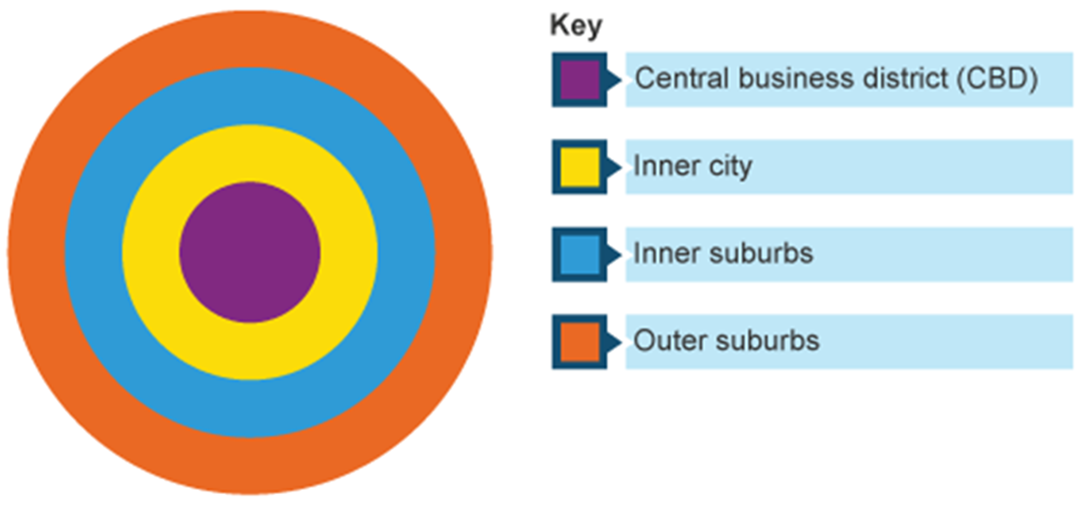 Key
Central business district (CBD)
Inner city
Inner suburbs
Outer suburbs